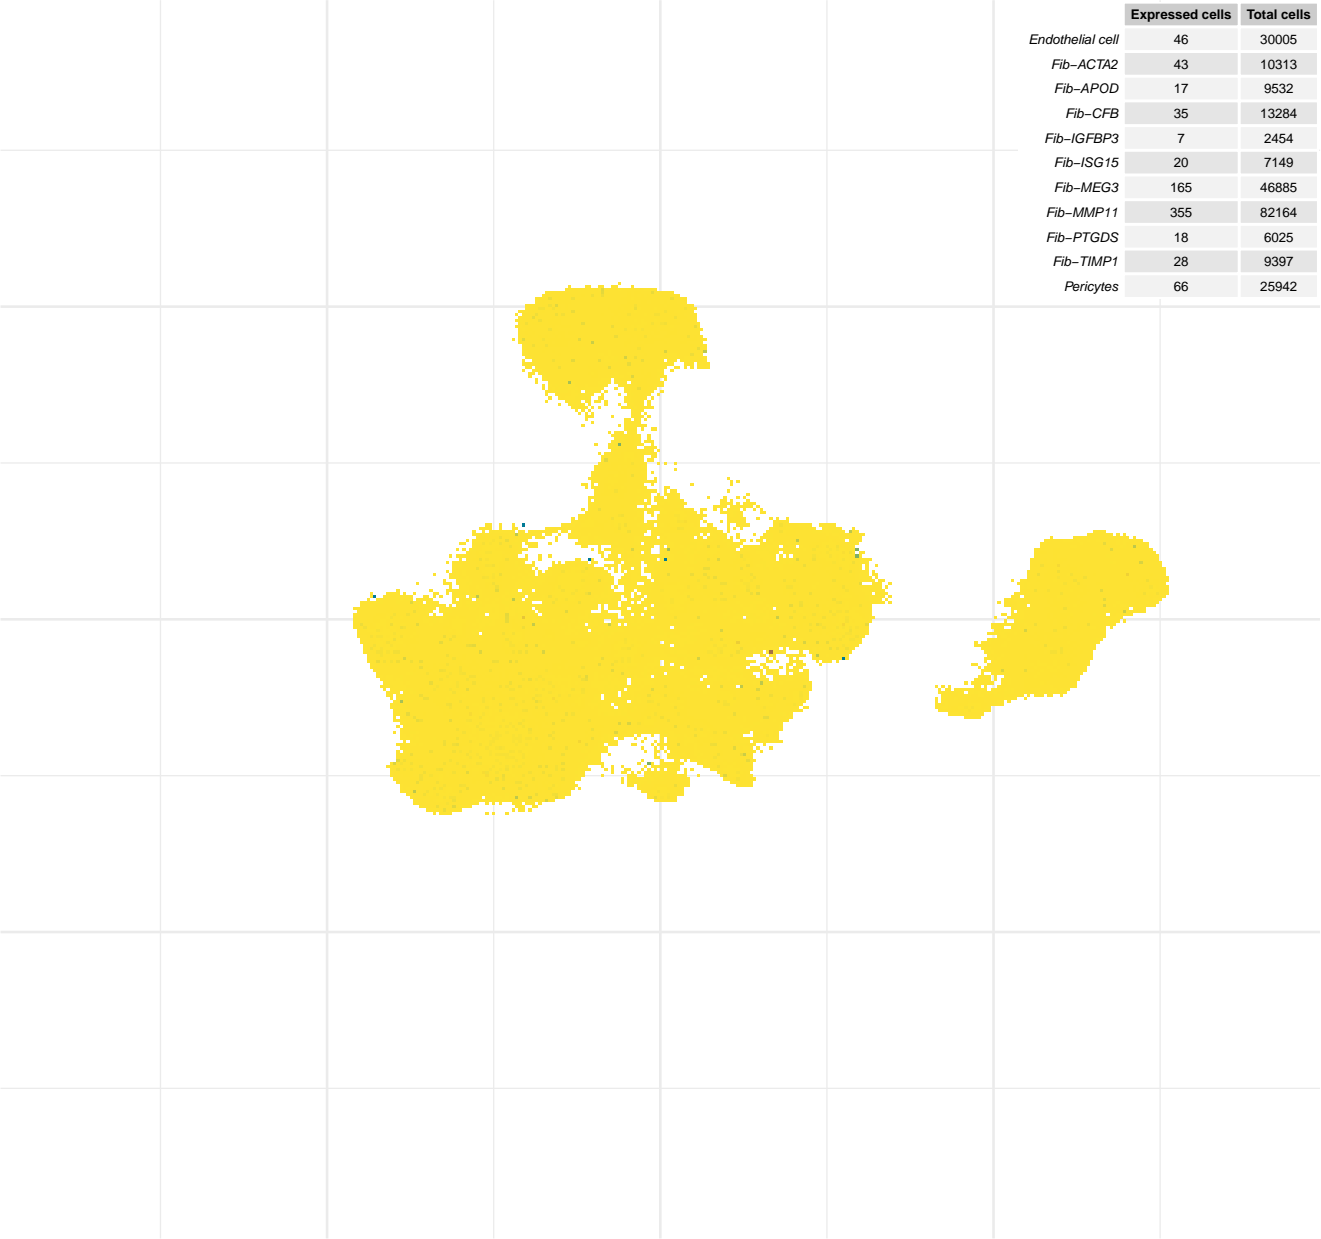 Expressed cells Total cells
Endothelial cell 46 30005
Fib−ACTA2 43 10313
Fib−APOD 17 9532
Fib−CFB 35 13284
Fib−IGFBP3 7 2454
Fib−ISG15 20 7149
Fib−MEG3 165 46885
Fib−MMP11 355 82164
Fib−PTGDS 18 6025
Fib−TIMP1 28 9397
Pericytes 66 25942